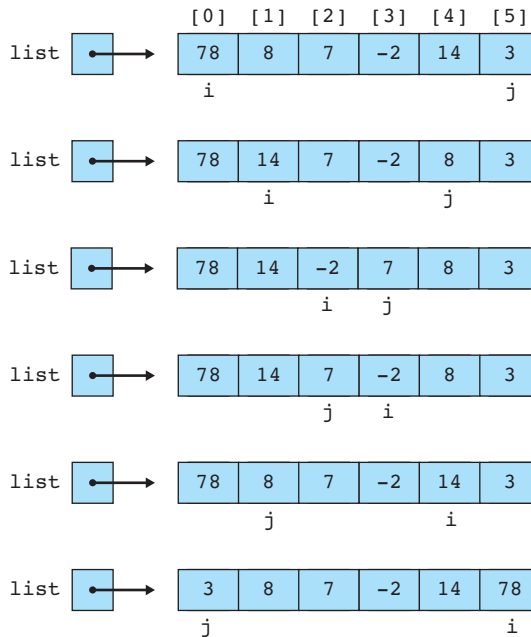 [0] [1] [2] [3] [4] [5]
list 78 8 7 -2 14 3
i j
list 78 14 7 -2 8 3
i j
list 78 14 -2 7 8 3
i j
list 78 14 7 -2 8 3
j i
list 78 8 7 -2 14 3
j i
list 3 8 7 -2 14 78
j i